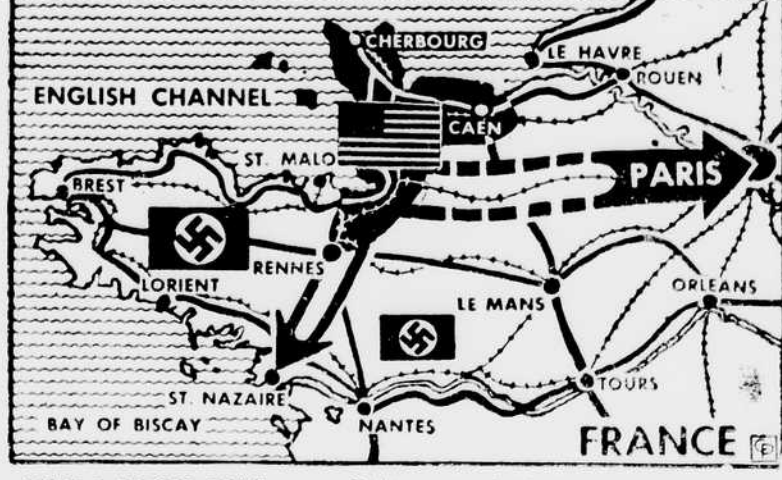 CHERBOURG
LE HAVRE
ROUEN
ENGLISH CHANNEL
CAEN
ST. MALO
PARIS
BREST
RENNES
LORIENT
LE MANS
ORLEANS
ST. NAZAIRE
TOURS
BAY OF BISCAY
NANTES
FRANCE